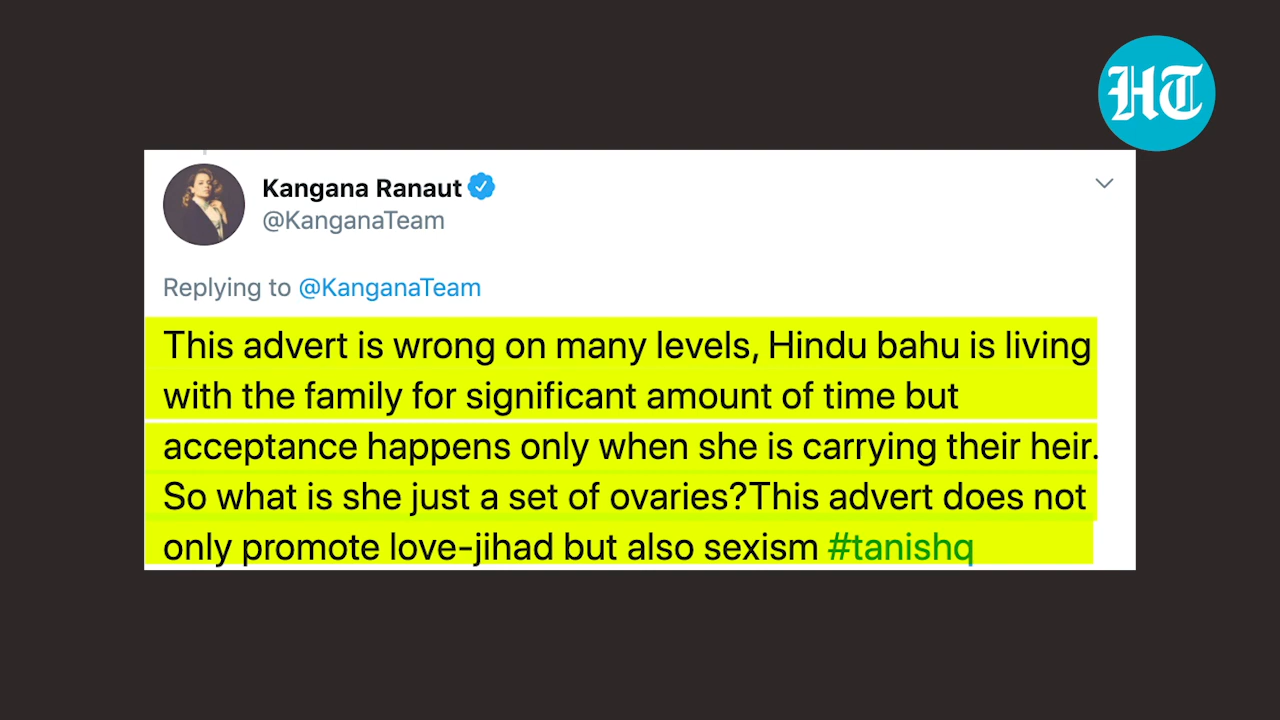 HT
Kangana Ranaut
@KanganaTeam
Replying to @KanganaTeam
This advert is wrong on many levels, Hindu bahu is living
with the family for significant amount of time but
acceptance happens only when she is carrying their heir.
So what is she just a set of ovaries?This advert does not
only promote love-jihad but also sexism #tanishq